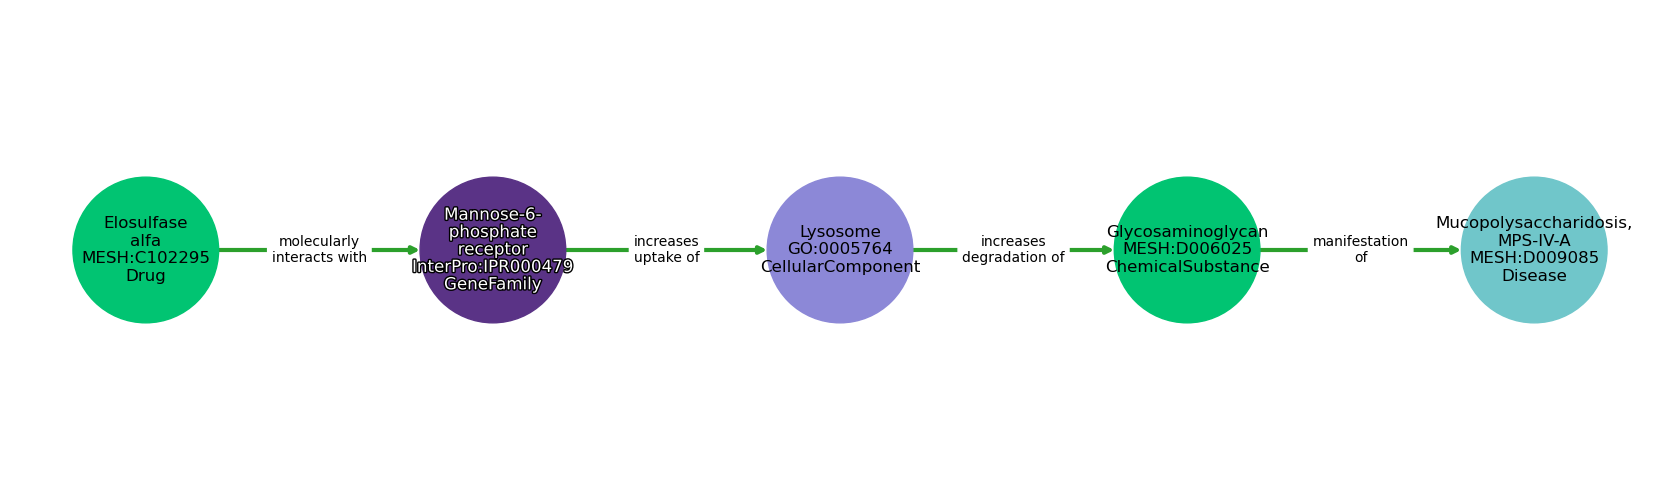 Elosulfase
alfa
MESH:C102295
Drug
molecularly
interacts with
Mannose-6-
phosphate
receptor
InterPro:IPR000479
GeneFamily
increases
uptake of
Lysosome
GO:0005764
CellularComponent
increases
degradation of
Glycosaminoglycan
MESH:D006025
ChemicalSubstance
manifestation
of
Mucopolysaccharidosis,
MPS-IV-A
MESH:D009085
Disease